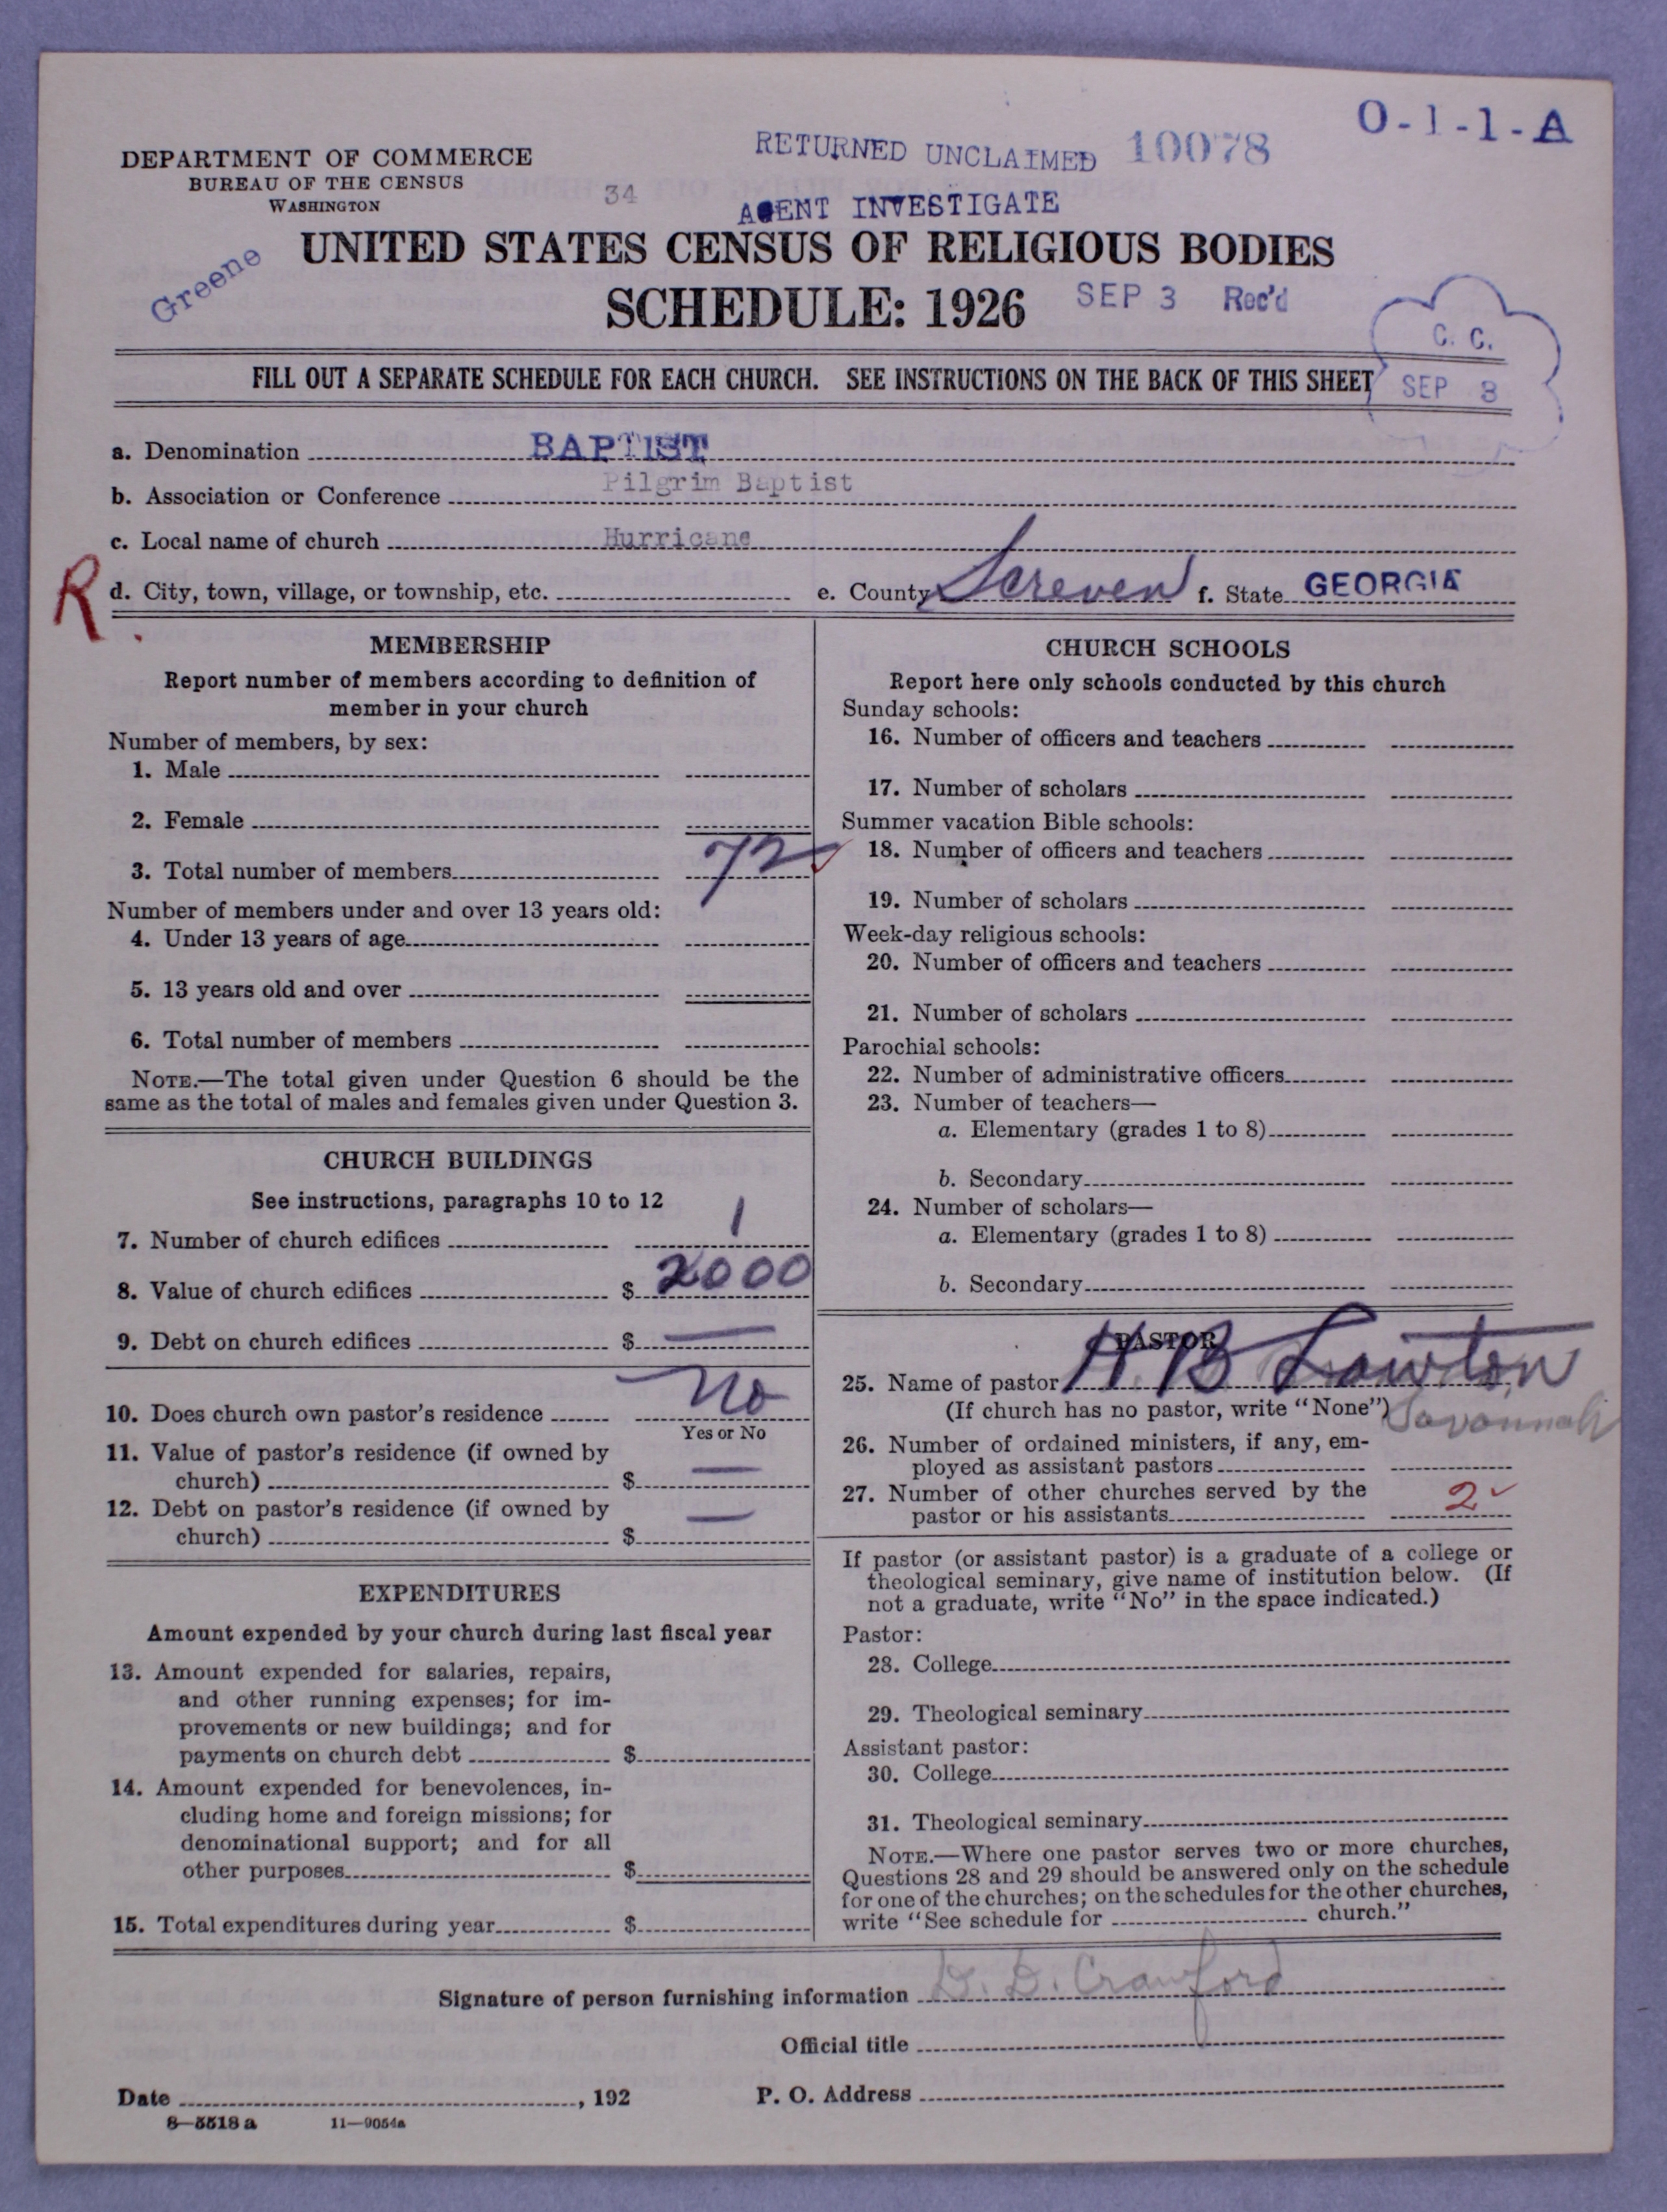 O-1-1-A
RETURNED UNCLAIMED 10078
DEPARTMENT OF COMMERCE
BUREAU OF THE CENSUS
WASHINGTON
34
AGENT INVESTIGATE
Greene
UNITED STATES CENSUS OF RELIGIOUS BODIES
SCHEDULE: 1926
SEP 3 Rec'd
C. C.
SEP 3
FILL OUT A SEPARATE SCHEDULE FOR EACH CHURCH. SEE INSTRUCTIONS ON THE BACK OF THIS SHEET
a. Denomination BAPTIST
b. Association or Conference Pilgrim Baptist
c. Local name of church Hurricane
R. d. City, town, village, or township, etc. e. County Screven f. State GEORGIA
MEMBERSHIP
Report number of members according to definition of
member in your church
Number of members, by sex:
1. Male
2. Female
3. Total number of members 72
Number of members under and over 13 years old:
4. Under 13 years of age
5. 13 years old and over
6. Total number of members
NOTE.—The total given under Question 6 should be the
same as the total of males and females given under Question 3.
CHURCH BUILDINGS
See instructions, paragraphs 10 to 12
7. Number of church edifices 1
8. Value of church edifices $ 2000
9. Debt on church edifices $ —
10. Does church own pastor's residence No
Yes or No
11. Value of pastor's residence (if owned by
church) $ —
12. Debt on pastor's residence (if owned by
church) $ —
EXPENDITURES
Amount expended by your church during last fiscal year
13. Amount expended for salaries, repairs,
and other running expenses; for im-
provements or new buildings; and for
payments on church debt $
14. Amount expended for benevolences, in-
cluding home and foreign missions; for
denominational support; and for all
other purposes $
15. Total expenditures during year $
CHURCH SCHOOLS
Report here only schools conducted by this church
Sunday schools:
16. Number of officers and teachers
17. Number of scholars
Summer vacation Bible schools:
18. Number of officers and teachers
19. Number of scholars
Week-day religious schools:
20. Number of officers and teachers
21. Number of scholars
Parochial schools:
22. Number of administrative officers
23. Number of teachers—
a. Elementary (grades 1 to 8)
b. Secondary
24. Number of scholars—
a. Elementary (grades 1 to 8)
b. Secondary
PASTOR
25. Name of pastor H B Lawton
(If church has no pastor, write "None") Savannah
26. Number of ordained ministers, if any, em-
ployed as assistant pastors
27. Number of other churches served by the
pastor or his assistants 2
If pastor (or assistant pastor) is a graduate of a college or
theological seminary, give name of institution below. (If
not a graduate, write "No" in the space indicated.)
Pastor:
28. College
29. Theological seminary
Assistant pastor:
30. College
31. Theological seminary
NOTE.—Where one pastor serves two or more churches,
Questions 28 and 29 should be answered only on the schedule
for one of the churches; on the schedules for the other churches,
write "See schedule for church."
Signature of person furnishing information D. D. Crawford
Official title
Date , 192 P. O. Address
8—5518 a 11—9054a